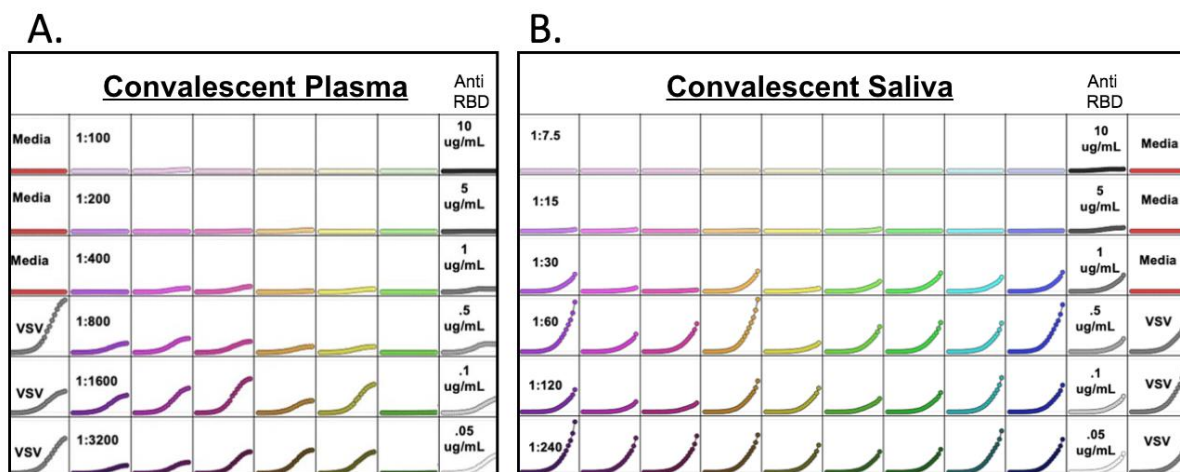 A.
Convalescent Plasma
Anti
RBD
Media
1:100
10
ug/mL
Media
1:200
5
ug/mL
Media
1:400
1
ug/mL
VSV
1:800
.5
ug/mL
VSV
1:1600
.1
ug/mL
VSV
1:3200
.05
ug/mL
B.
Convalescent Saliva
Anti
RBD
1:7.5
10
ug/mL
Media
1:15
5
ug/mL
Media
1:30
1
ug/mL
Media
1:60
.5
ug/mL
VSV
1:120
.1
ug/mL
VSV
1:240
.05
ug/mL
VSV